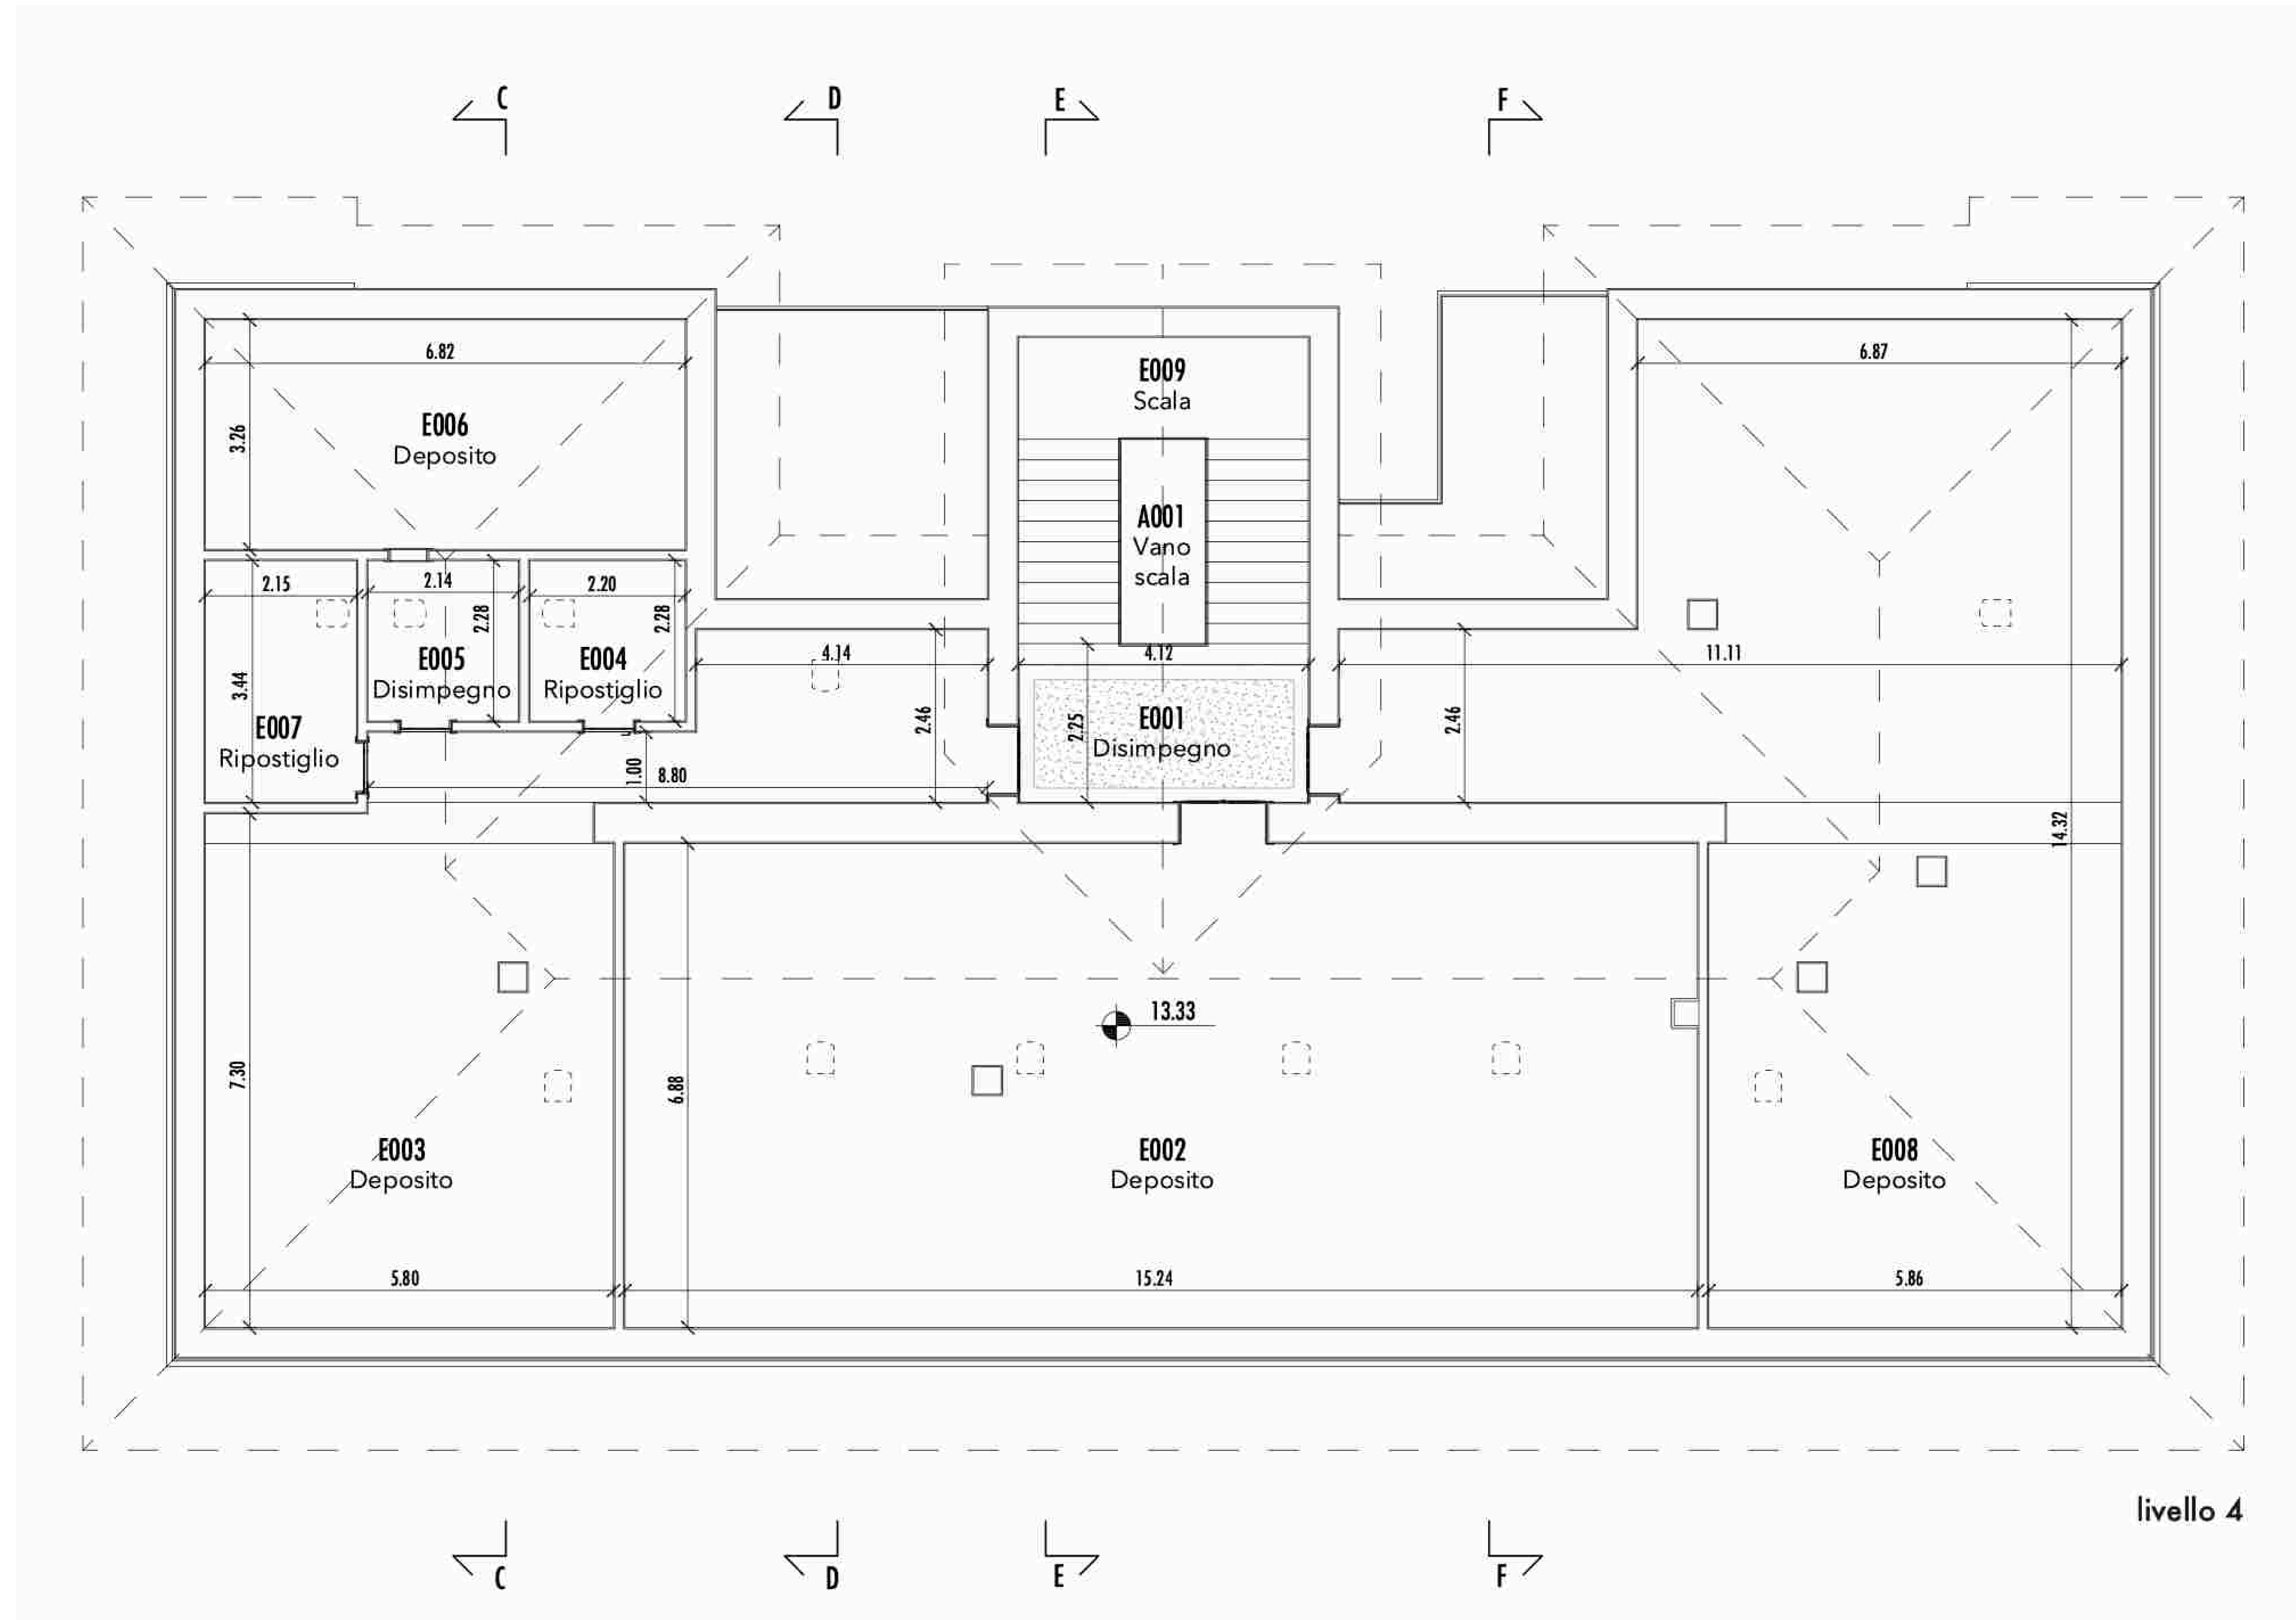 C
D
E
F
6.82
6.87
E009
Scala
E006
Deposito
3.26
A001
Vano
scala
2.15
2.14
2.20
2.28
2.28
E005
Disimpegno
E004
Ripostiglio
4.14
4.12
11.11
3.44
E007
Ripostiglio
2.46
2.25
E001
Disimpegno
2.46
1.00
8.80
14.32
13.33
7.30
6.88
E003
Deposito
E002
Deposito
E008
Deposito
5.80
15.24
5.86
livello 4
C
D
E
F